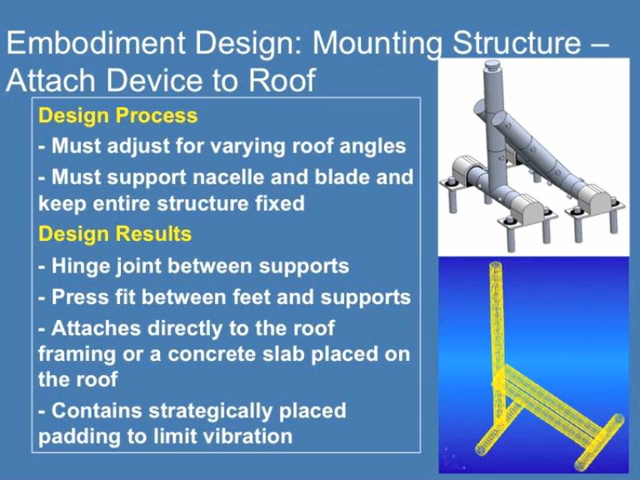 Embodiment Design: Mounting Structure –
Attach Device to Roof
Design Process
- Must adjust for varying roof angles
- Must support nacelle and blade and
keep entire structure fixed
Design Results
- Hinge joint between supports
- Press fit between feet and supports
- Attaches directly to the roof
framing or a concrete slab placed on
the roof
- Contains strategically placed
padding to limit vibration